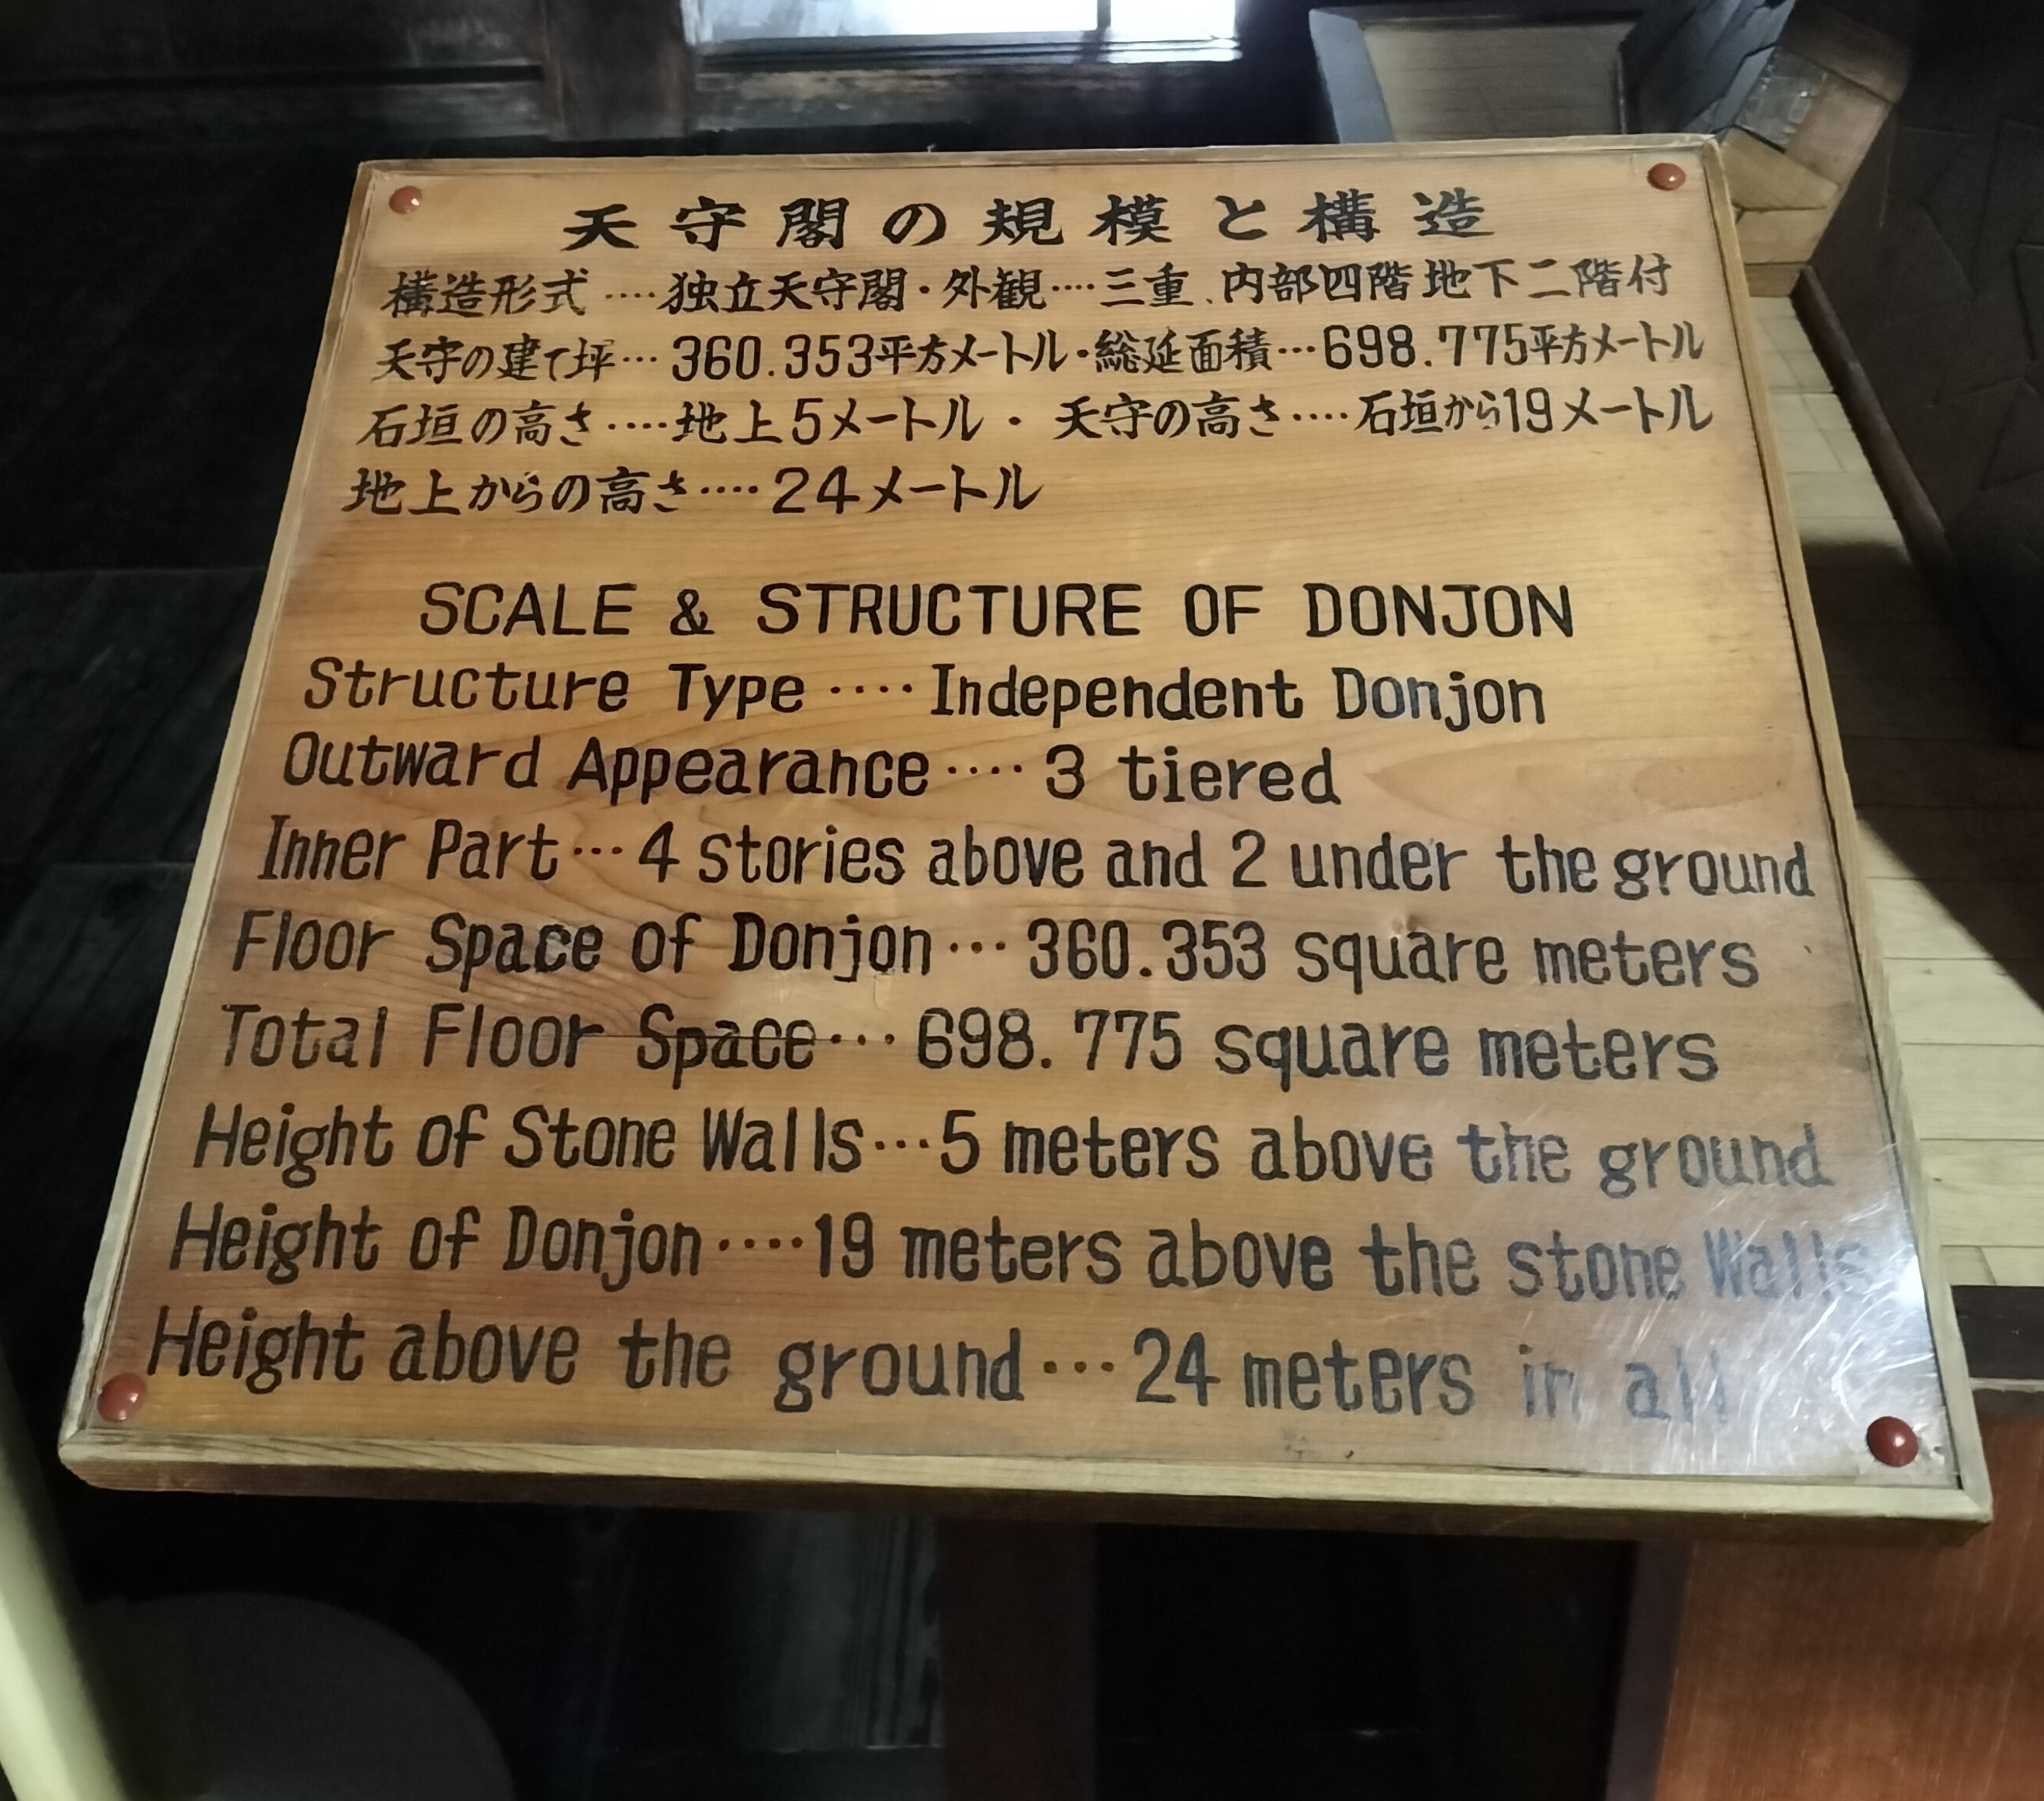 天守閣の規模と構造
構造形式‥‥独立天守閣・外観‥‥三重、内部四階地下二階付
天守の建て坪…360.353平方メートル・総延面積…698.775平方メートル
石垣の高さ‥‥地上5メートル・天守の高さ‥‥石垣から19メートル
地上からの高さ‥‥24メートル
SCALE & STRUCTURE OF DONJON
Structure Type ‥‥ Independent Donjon
Outward Appearance ‥‥ 3 tiered
Inner Part … 4 stories above and 2 under the ground
Floor Space of Donjon … 360.353 square meters
Total Floor Space … 698.775 square meters
Height of Stone Walls … 5 meters above the ground
Height of Donjon ‥‥ 19 meters above the stone Walls
Height above the ground … 24 meters in all